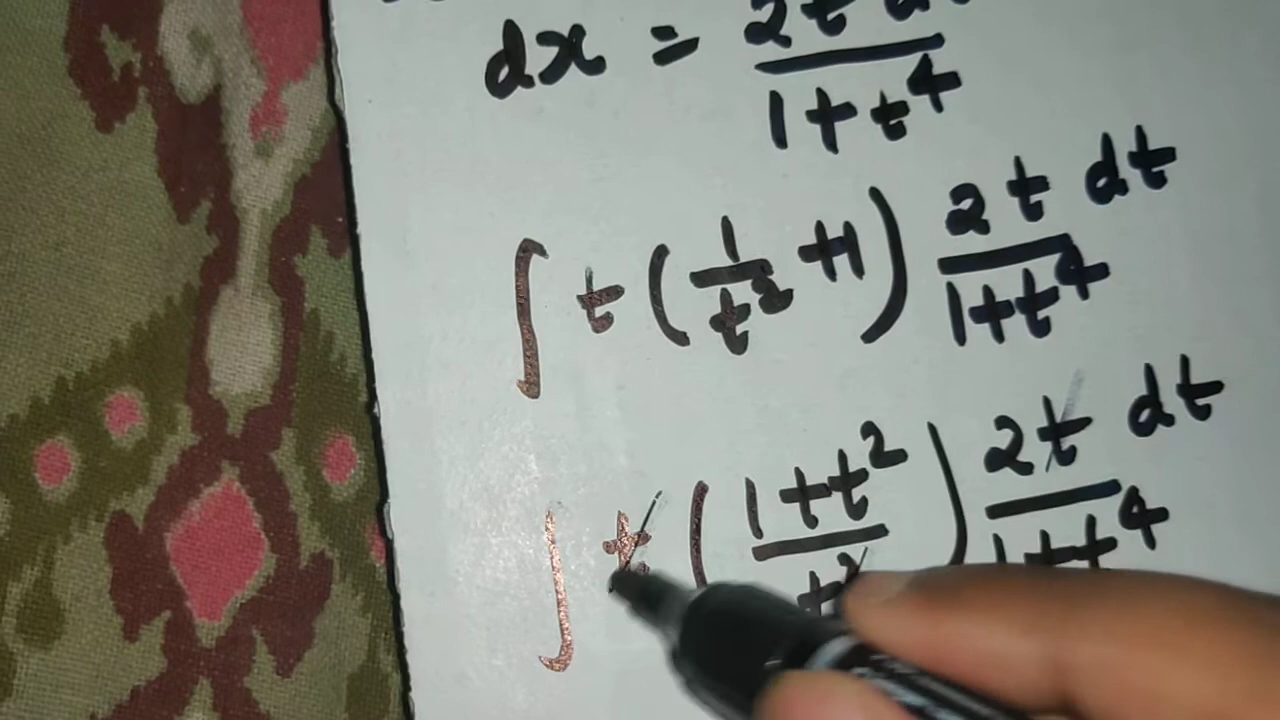 dx = 2t dt / 1+t⁴
∫ t (1/t² +1) 2t dt / 1+t⁴
∫ t (1+t² / t²) 2t dt / 1+t⁴